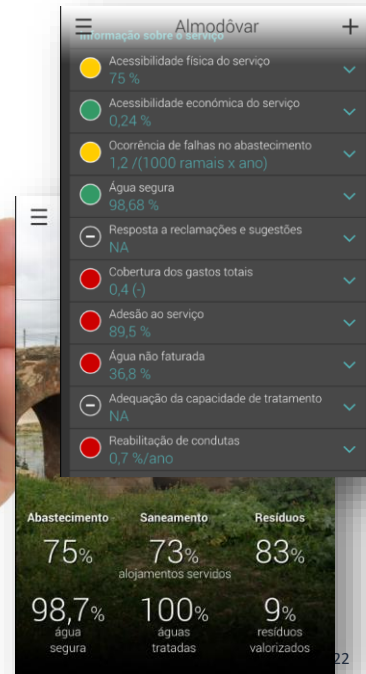 Almodôvar
Informação sobre o serviço
Acessibilidade física do serviço
75 %
Acessibilidade económica do serviço
0,24 %
Ocorrência de falhas no abastecimento
1,2 /(1000 ramais x ano)
Água segura
98,68 %
Resposta a reclamações e sugestões
NA
Cobertura dos gastos totais
0,4 (-)
Adesão ao serviço
89,5 %
Água não faturada
36,8 %
Adequação da capacidade de tratamento
NA
Reabilitação de condutas
0,7 %/ano
Abastecimento Saneamento Resíduos
75% 73% 83%
alojamentos servidos
98,7% 100% 9%
água águas resíduos
segura tratadas valorizados
22